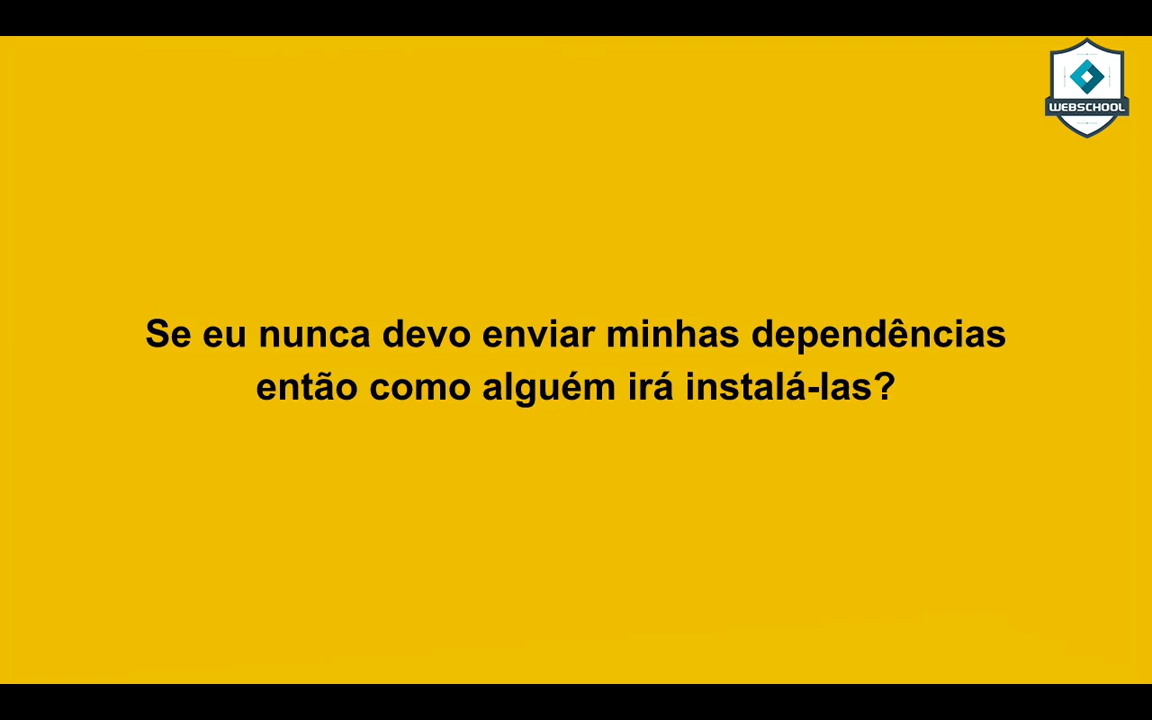 WEBSCHOOL
Se eu nunca devo enviar minhas dependências
então como alguém irá instalá-las?